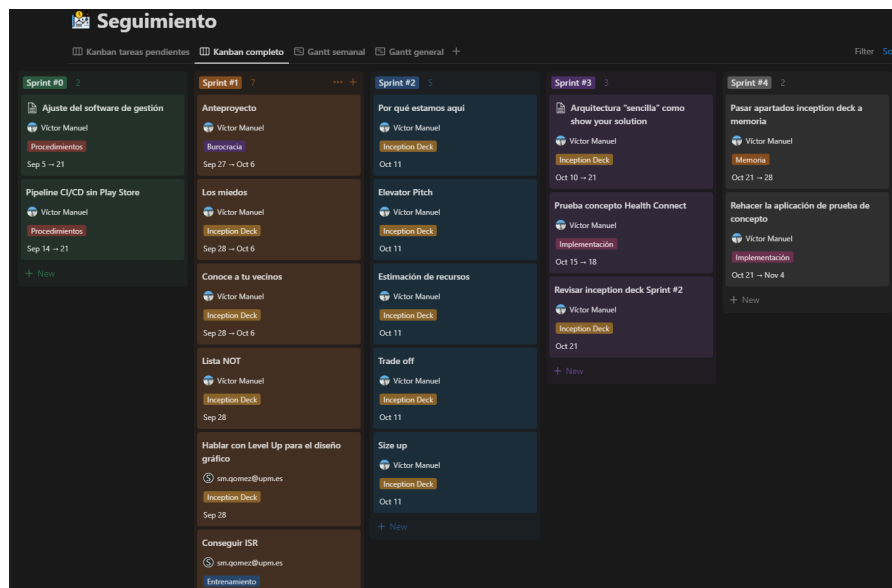 Seguimiento
Kanban tareas pendientes
Kanban completo
Gantt semanal
Gantt general
Filter
Sprint #0 2
Ajuste del software de gestión
Víctor Manuel
Procedimientos
Sep 5 → 21
Pipeline CI/CD sin Play Store
Víctor Manuel
Procedimientos
Sep 14 → 21
+ New
Sprint #1 7
Anteproyecto
Víctor Manuel
Burocracia
Sep 27 → Oct 6
Los miedos
Víctor Manuel
Inception Deck
Sep 28 → Oct 6
Conoce a tu vecinos
Víctor Manuel
Inception Deck
Sep 28 → Oct 6
Lista NOT
Víctor Manuel
Inception Deck
Sep 28
Hablar con Level Up para el diseño
gráfico
sm.gomez@upm.es
Inception Deck
Sep 28
Conseguir ISR
sm.gomez@upm.es
Entrenamiento
Sprint #2 5
Por qué estamos aqui
Víctor Manuel
Inception Deck
Oct 11
Elevator Pitch
Víctor Manuel
Inception Deck
Oct 11
Estimación de recursos
Víctor Manuel
Inception Deck
Oct 11
Trade off
Víctor Manuel
Inception Deck
Oct 11
Size up
Víctor Manuel
Inception Deck
Oct 11
+ New
Sprint #3 3
Arquitectura "sencilla" como
show your solution
Víctor Manuel
Inception Deck
Oct 10 → 21
Prueba concepto Health Connect
Víctor Manuel
Implementación
Oct 15 → 18
Revisar inception deck Sprint #2
Víctor Manuel
Inception Deck
Oct 21
+ New
Sprint #4 2
Pasar apartados inception deck a
memoria
Víctor Manuel
Memoria
Oct 21 → 28
Rehacer la aplicación de prueba de
concepto
Víctor Manuel
Implementación
Oct 21 → Nov 4
+ New